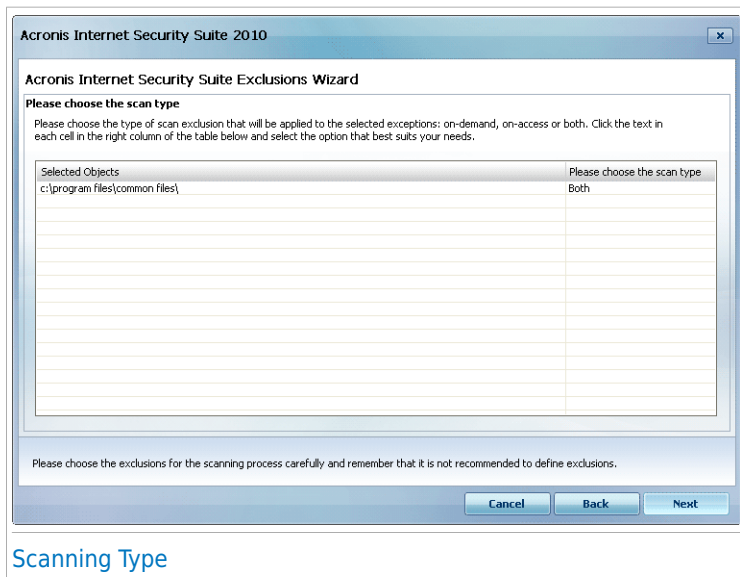 Acronis Internet Security Suite 2010
x
Acronis Internet Security Suite Exclusions Wizard
Please choose the scan type
Please choose the type of scan exclusion that will be applied to the selected exceptions: on-demand, on-access or both. Click the text in
each cell in the right column of the table below and select the option that best suits your needs.
Selected Objects Please choose the scan type
c:\program files\common files\ Both
Please choose the exclusions for the scanning process carefully and remember that it is not recommended to define exclusions.
Cancel Back Next
Scanning Type